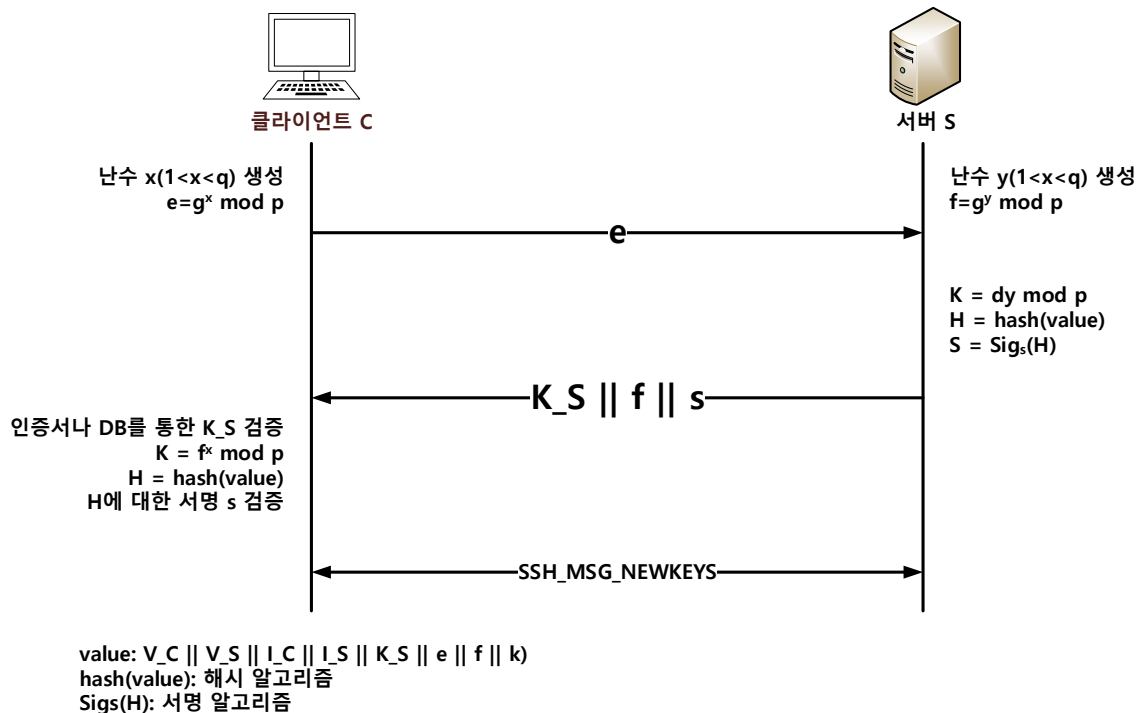 클라이언트 C
서버 S
난수 x(1<x<q) 생성
e=gˣ mod p
난수 y(1<x<q) 생성
f=gʸ mod p
e
K = dy mod p
H = hash(value)
S = Sigₛ(H)
K_S || f || s
인증서나 DB를 통한 K_S 검증
K = fˣ mod p
H = hash(value)
H에 대한 서명 s 검증
SSH_MSG_NEWKEYS
value: V_C || V_S || I_C || I_S || K_S || e || f || k)
hash(value): 해시 알고리즘
Sigs(H): 서명 알고리즘